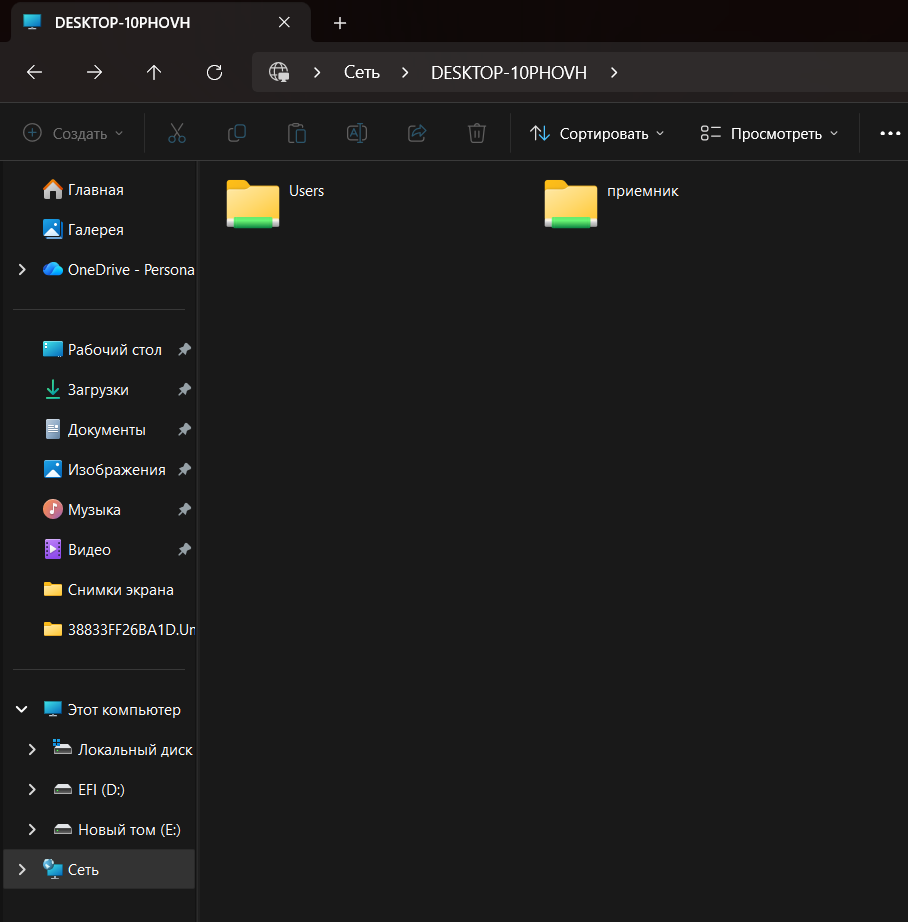 DESKTOP-10PHOVH
Сеть DESKTOP-10PHOVH
Создать Сортировать Просмотреть
Главная
Галерея
OneDrive - Persona
Рабочий стол
Загрузки
Документы
Изображения
Музыка
Видео
Снимки экрана
38833FF26BA1D.Un
Этот компьютер
Локальный диск
EFI (D:)
Новый том (E:)
Сеть
Users приемник